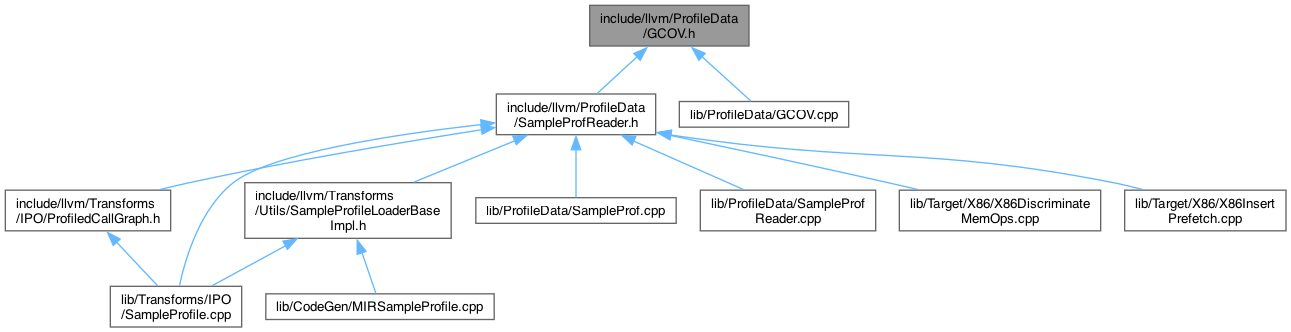 include/llvm/ProfileData
/GCOV.h
include/llvm/ProfileData
/SampleProfReader.h
lib/ProfileData/GCOV.cpp
include/llvm/Transforms
/IPO/ProfiledCallGraph.h
include/llvm/Transforms
/Utils/SampleProfileLoaderBase
Impl.h
lib/ProfileData/SampleProf.cpp
lib/ProfileData/SampleProf
Reader.cpp
lib/Target/X86/X86Discriminate
MemOps.cpp
lib/Target/X86/X86Insert
Prefetch.cpp
lib/Transforms/IPO
/SampleProfile.cpp
lib/CodeGen/MIRSampleProfile.cpp